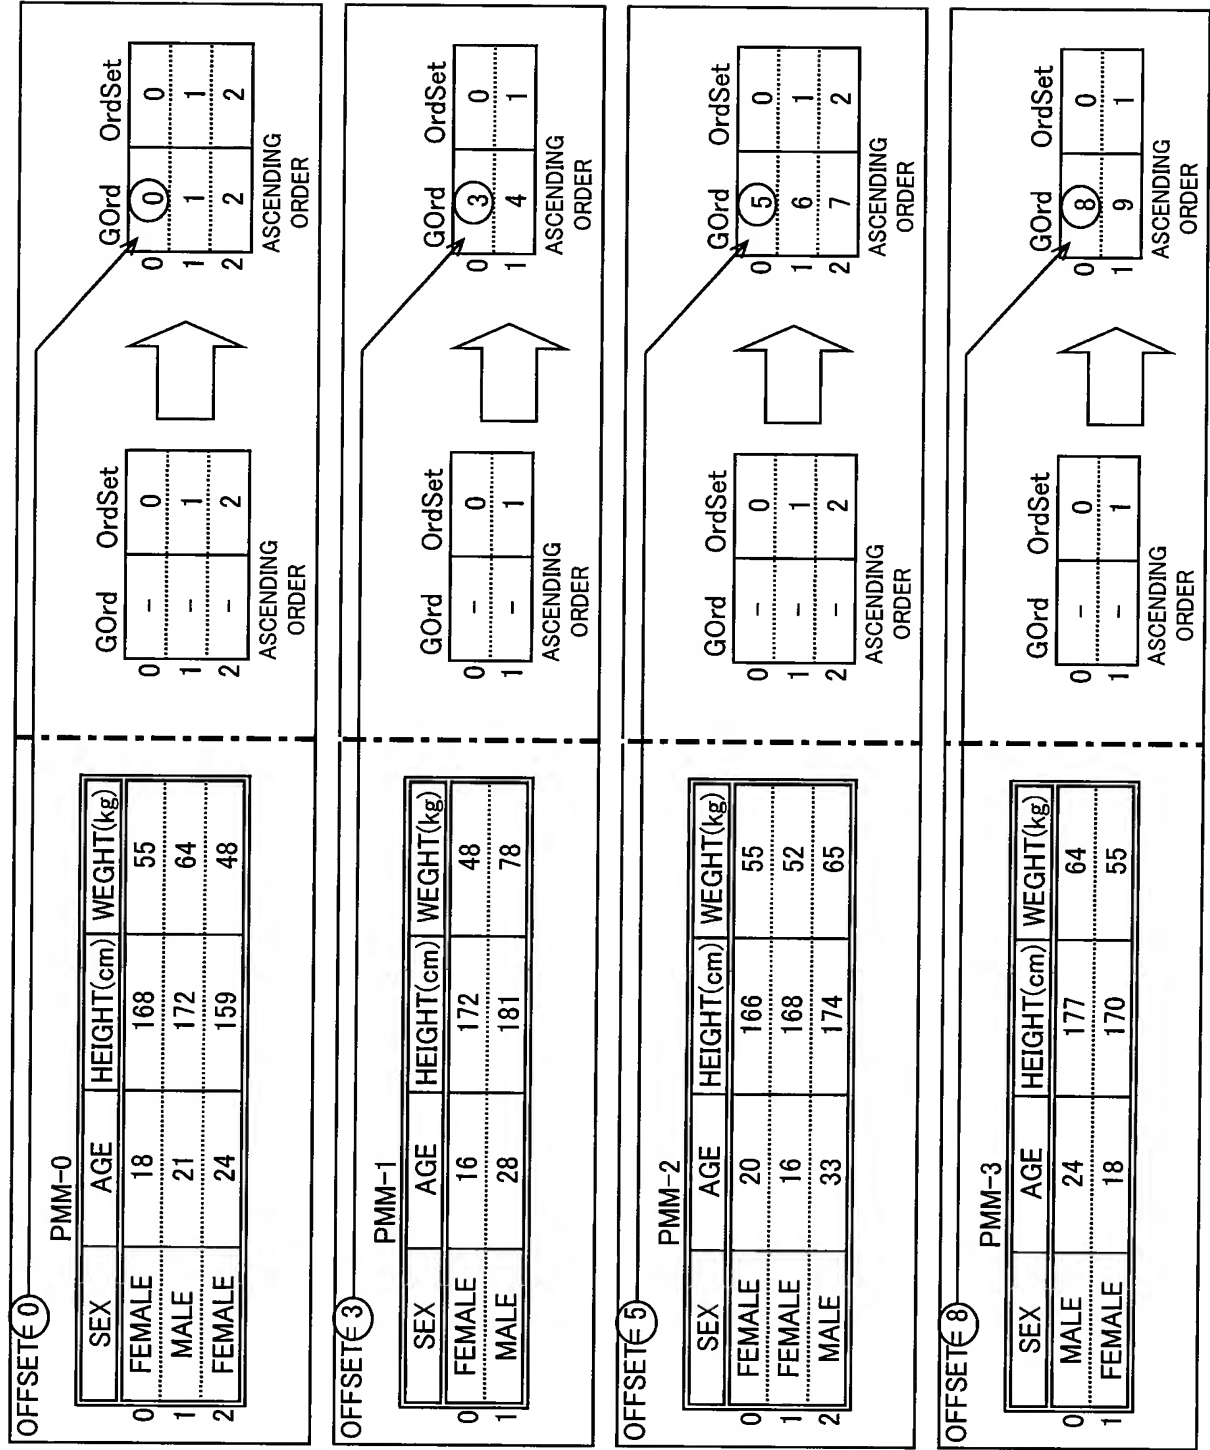 OFFSET= 0
PMM-0
SEX AGE HEIGHT(cm) WEGHT(kg)
0 FEMALE 18 168 55
1 MALE 21 172 64
2 FEMALE 24 159 48
GOrd OrdSet
0 - 0
1 - 1
2 - 2
ASCENDING
ORDER
GOrd OrdSet
0 0 0
1 1 1
2 2 2
ASCENDING
ORDER
OFFSET= 3
PMM-1
SEX AGE HEIGHT(cm) WEGHT(kg)
0 FEMALE 16 172 48
1 MALE 28 181 78
GOrd OrdSet
0 - 0
1 - 1
ASCENDING
ORDER
GOrd OrdSet
0 3 0
1 4 1
ASCENDING
ORDER
OFFSET= 5
PMM-2
SEX AGE HEIGHT(cm) WEGHT(kg)
0 FEMALE 20 166 55
1 FEMALE 16 168 52
2 MALE 33 174 65
GOrd OrdSet
0 - 0
1 - 1
2 - 2
ASCENDING
ORDER
GOrd OrdSet
0 5 0
1 6 1
2 7 2
ASCENDING
ORDER
OFFSET= 8
PMM-3
SEX AGE HEIGHT(cm) WEGHT(kg)
0 MALE 24 177 64
1 FEMALE 18 170 55
GOrd OrdSet
0 - 0
1 - 1
ASCENDING
ORDER
GOrd OrdSet
0 8 0
1 9 1
ASCENDING
ORDER